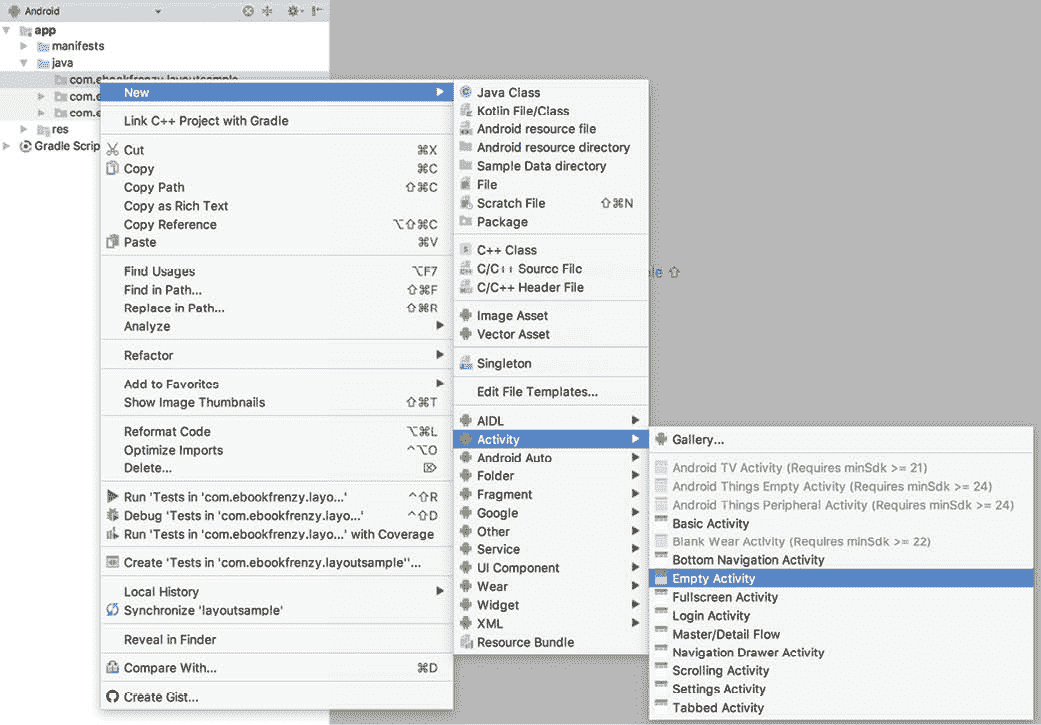 Android
app
manifests
java
com.ebookfrenzy.layoutsample
com.e
com.e
res
Gradle Scrip
New
Link C++ Project with Gradle
Cut ⌘X
Copy ⌘C
Copy Path ⇧⌘C
Copy as Rich Text
Copy Reference ⌥⇧⌘C
Paste ⌘V
Find Usages ⌥F7
Find in Path... ⇧⌘F
Replace in Path... ⇧⌘R
Analyze
Refactor
Add to Favorites
Show Image Thumbnails ⇧⌘T
Reformat Code ⌥⌘L
Optimize Imports ^⌥O
Delete... ⌦
Run 'Tests in 'com.ebookfrenzy.layo...' ^⇧R
Debug 'Tests in 'com.ebookfrenzy.layo...' ^⇧D
Run 'Tests in 'com.ebookfrenzy.layo...' with Coverage
Create 'Tests in 'com.ebookfrenzy.layoutsample''...
Local History
Synchronize 'layoutsample'
Reveal in Finder
Compare With... ⌘D
Create Gist...
Java Class
Kotlin File/Class
Android resource file
Android resource directory
Sample Data directory
File
Scratch File ⇧⌘N
Package
C++ Class
C/C++ Source File
C/C++ Header File
Image Asset
Vector Asset
Singleton
Edit File Templates...
AIDL
Activity
Android Auto
Folder
Fragment
Google
Other
Service
UI Component
Wear
Widget
XML
Resource Bundle
Gallery...
Android TV Activity (Requires minSdk >= 21)
Android Things Empty Activity (Requires minSdk >= 24)
Android Things Peripheral Activity (Requires minSdk >= 24)
Basic Activity
Blank Wear Activity (Requires minSdk >= 22)
Bottom Navigation Activity
Empty Activity
Fullscreen Activity
Login Activity
Master/Detail Flow
Navigation Drawer Activity
Scrolling Activity
Settings Activity
Tabbed Activity